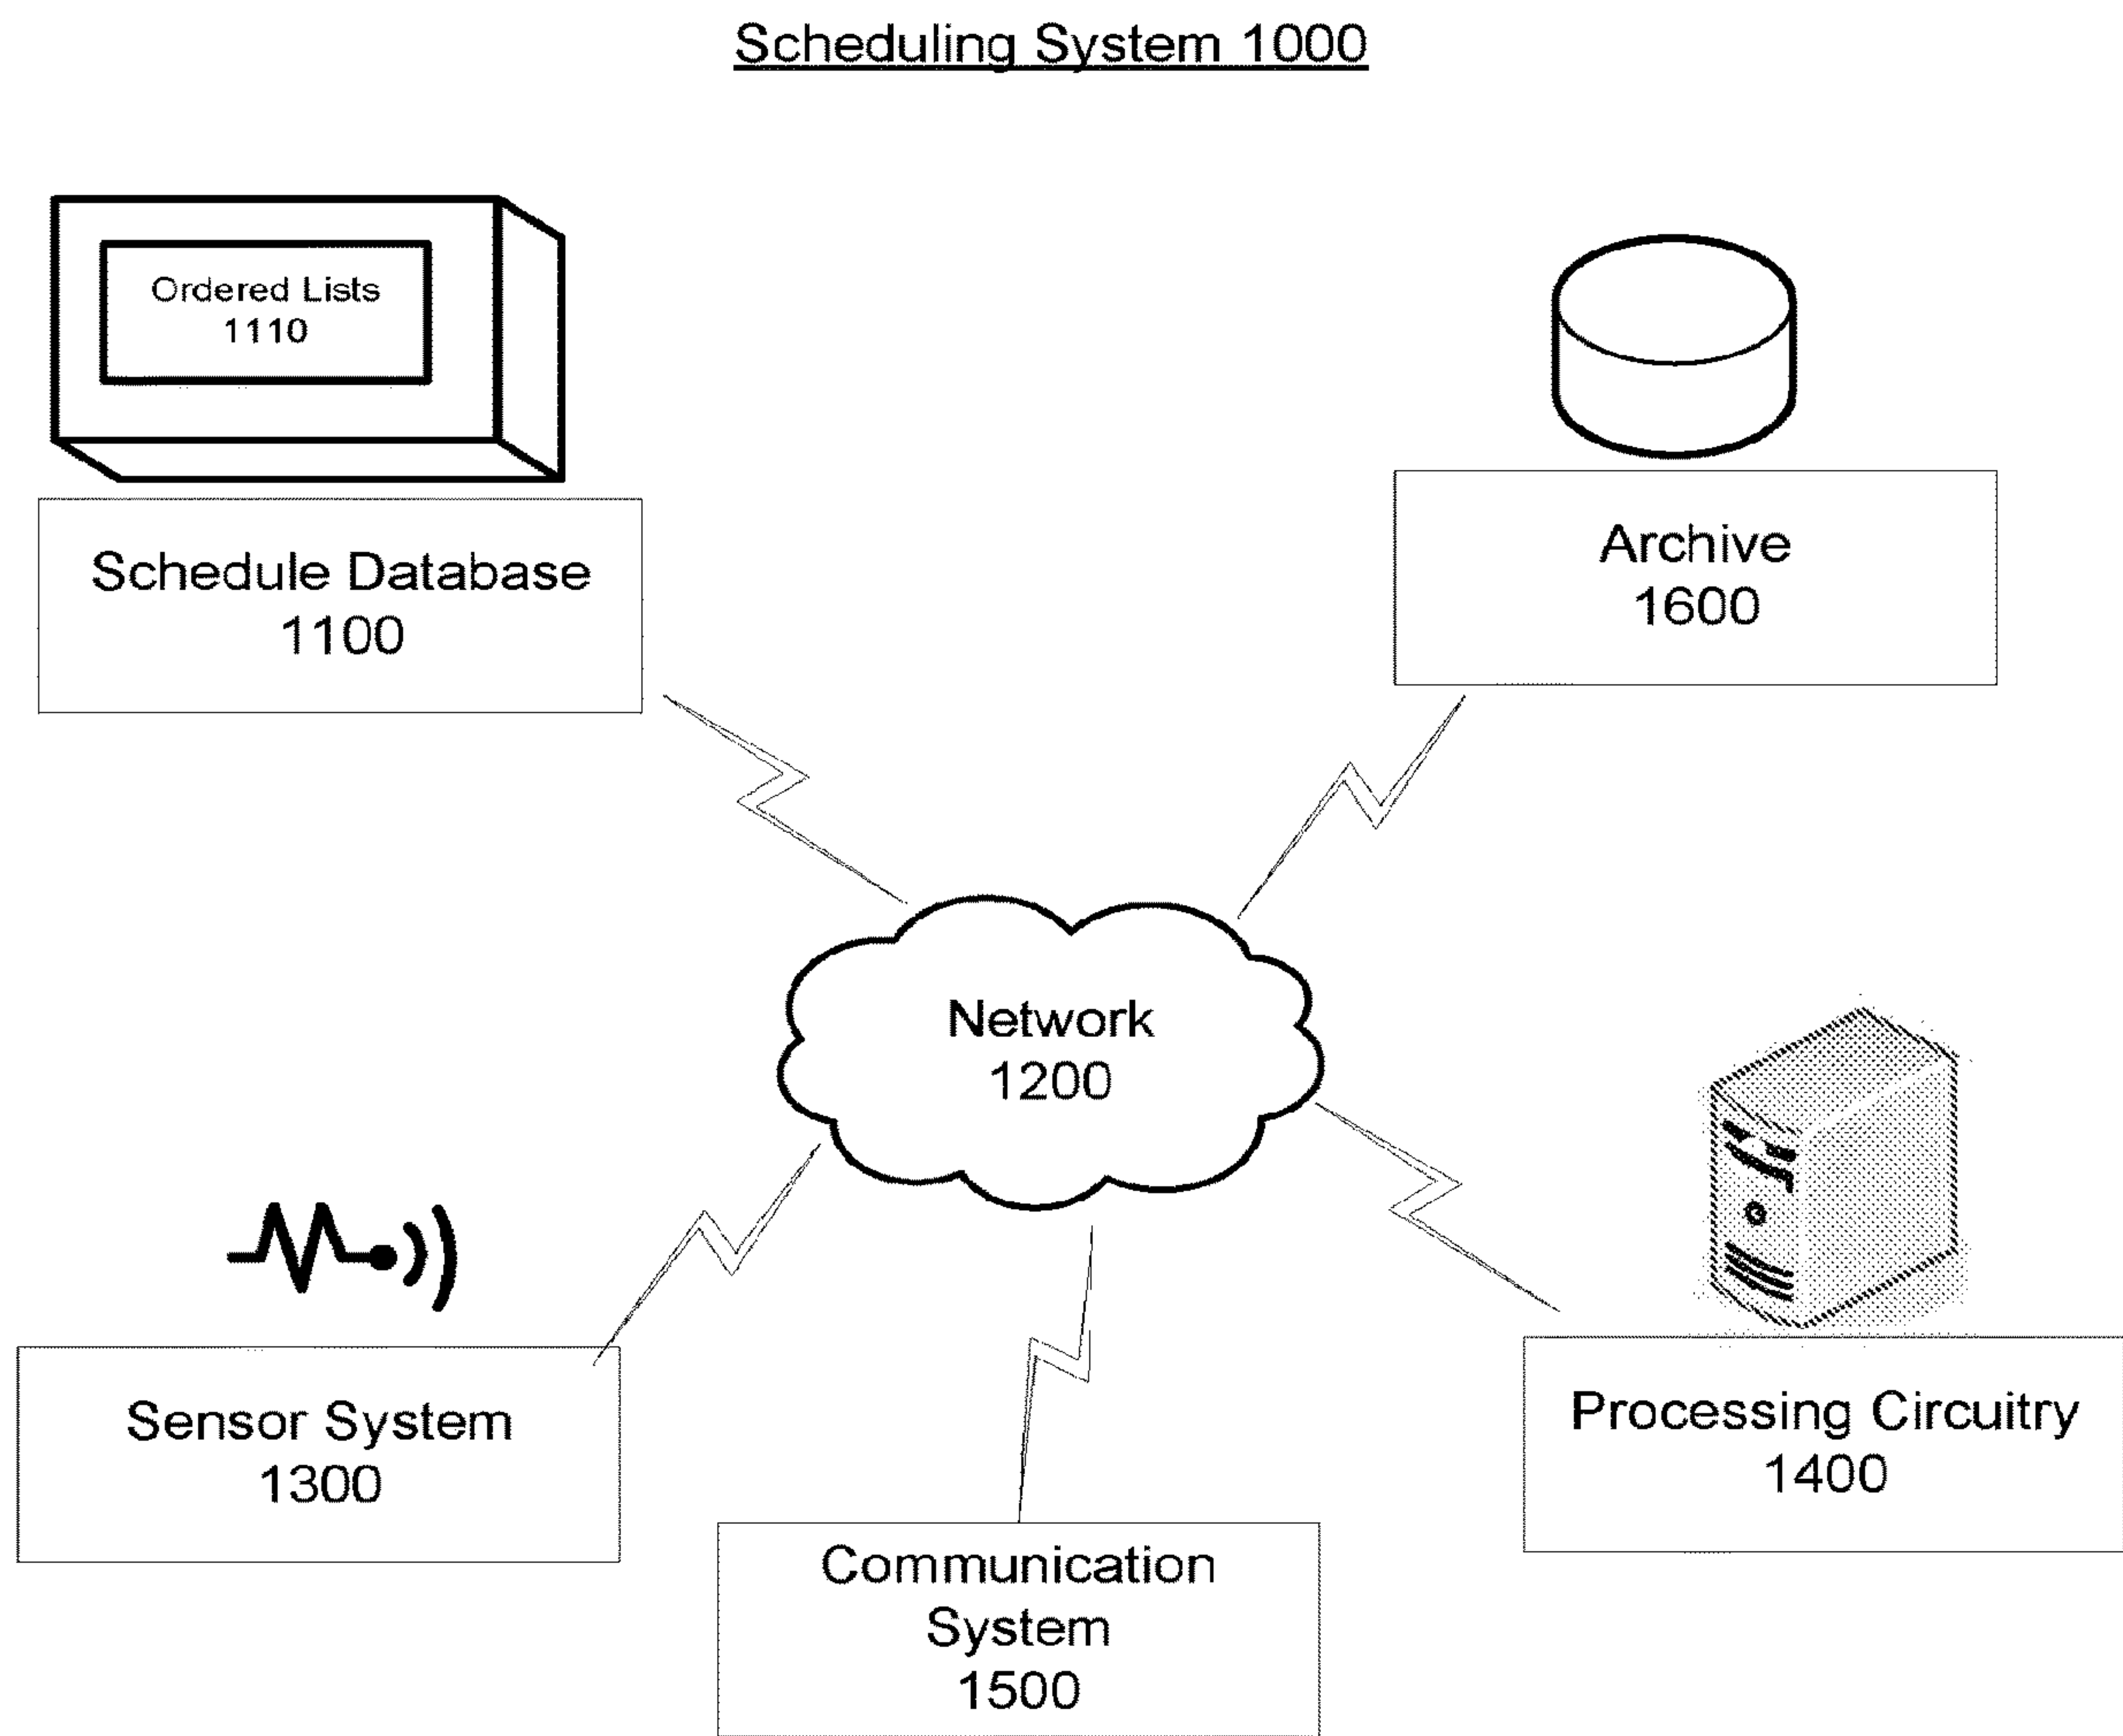 Scheduling System 1000
Ordered Lists
1110
Schedule Database
1100
Archive
1600
Network
1200
Sensor System
1300
Processing Circuitry
1400
Communication
System
1500